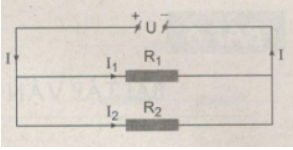 + U −
I I
I₁ R₁
I₂ R₂